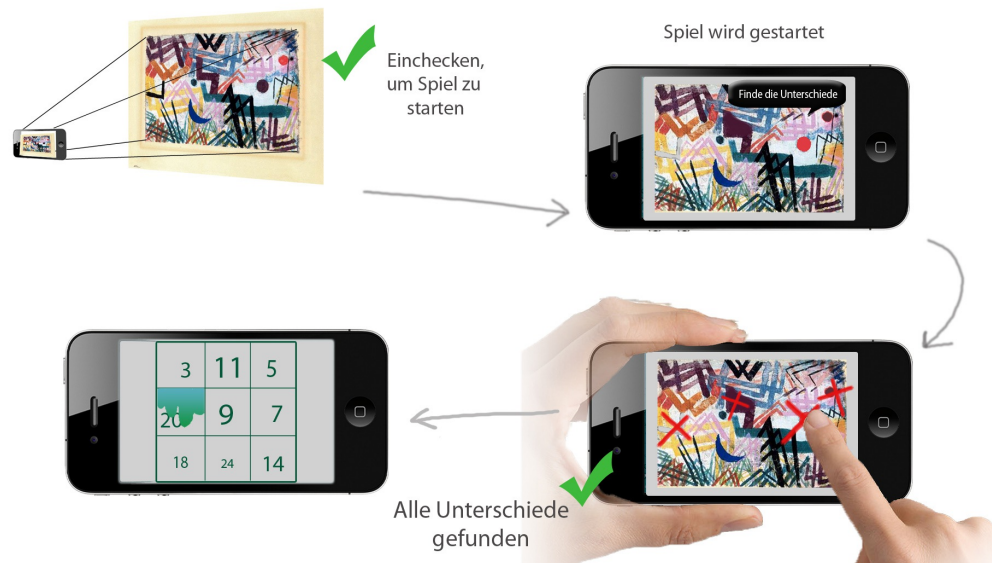 Einchecken,
um Spiel zu
starten
Spiel wird gestartet
Finde die Unterschiede
Alle Unterschiede
gefunden
3 11 5
20 9 7
18 24 14